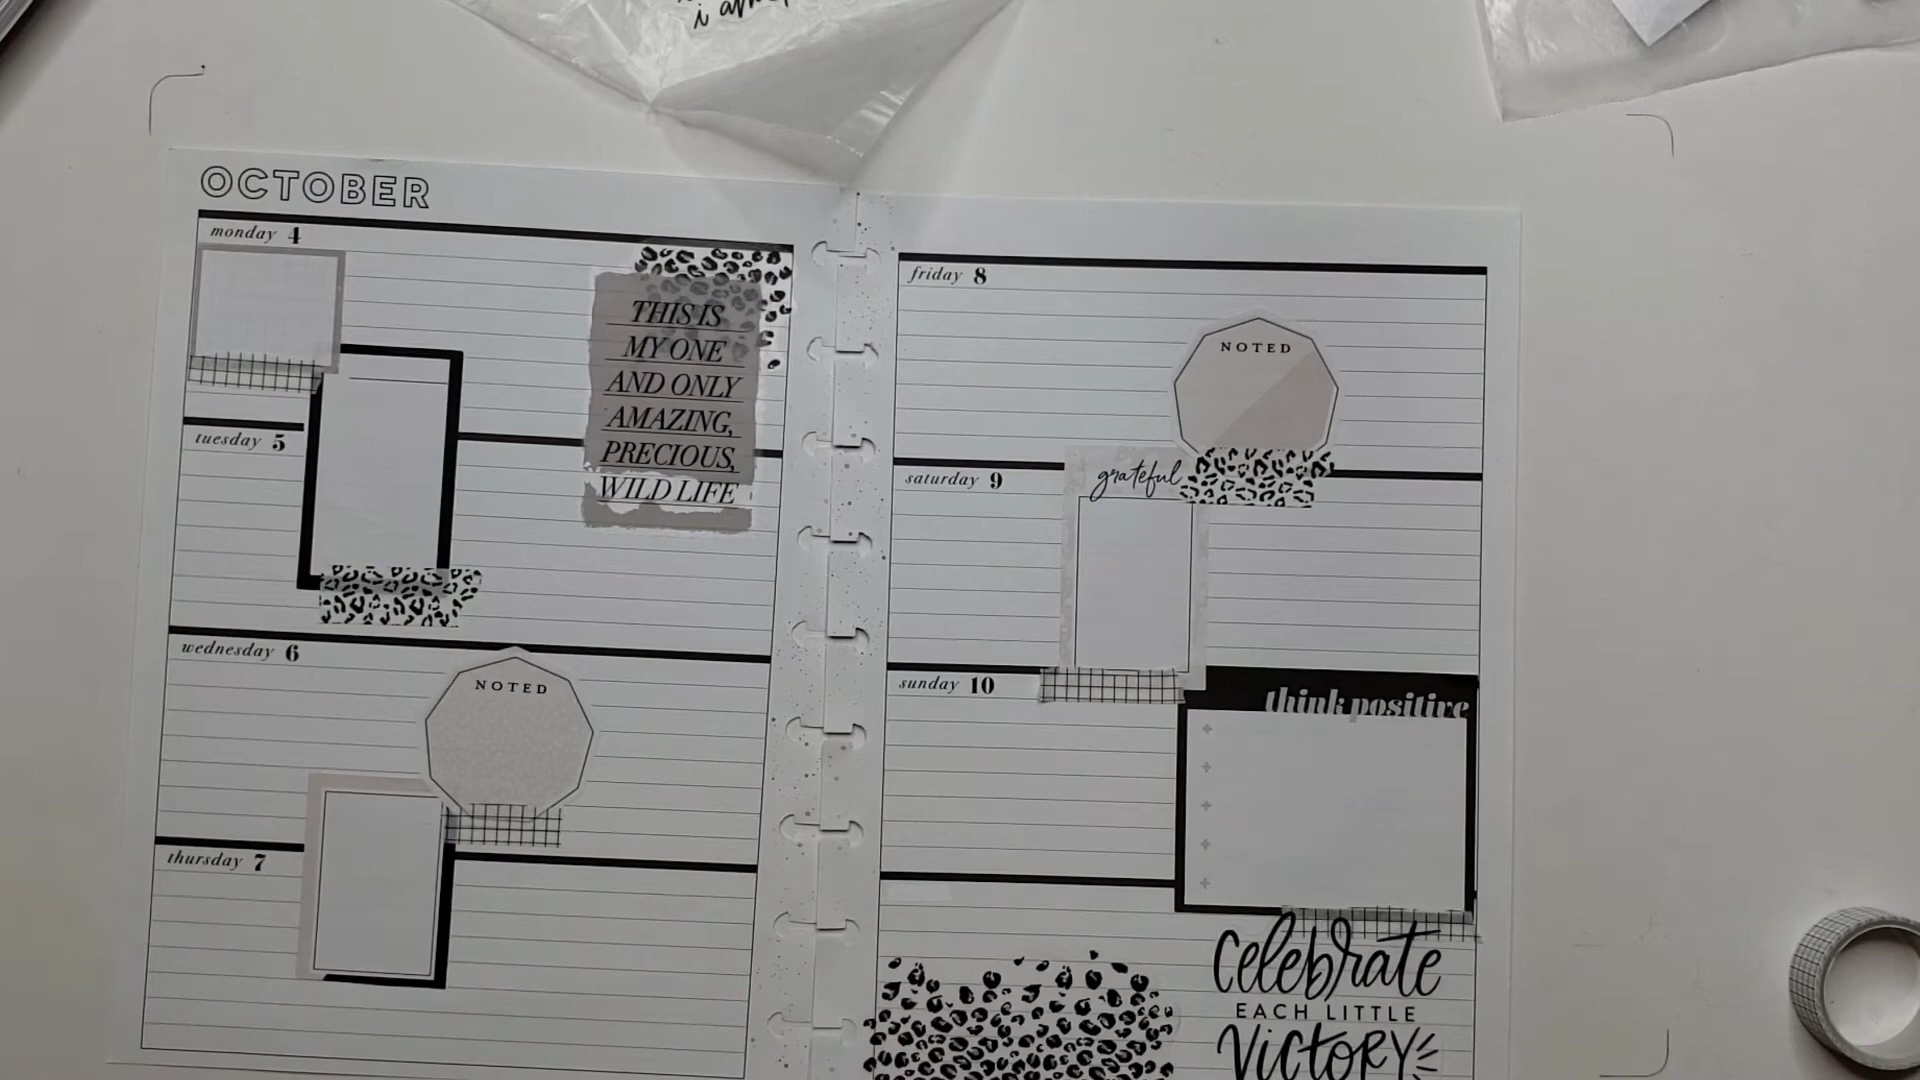 i am
OCTOBER
monday 4
THIS IS
MY ONE
AND ONLY
AMAZING,
PRECIOUS,
WILD LIFE
tuesday 5
wednesday 6
NOTED
thursday 7
friday 8
NOTED
saturday 9
grateful
sunday 10
think positive
celebrate
EACH LITTLE
VICTORY